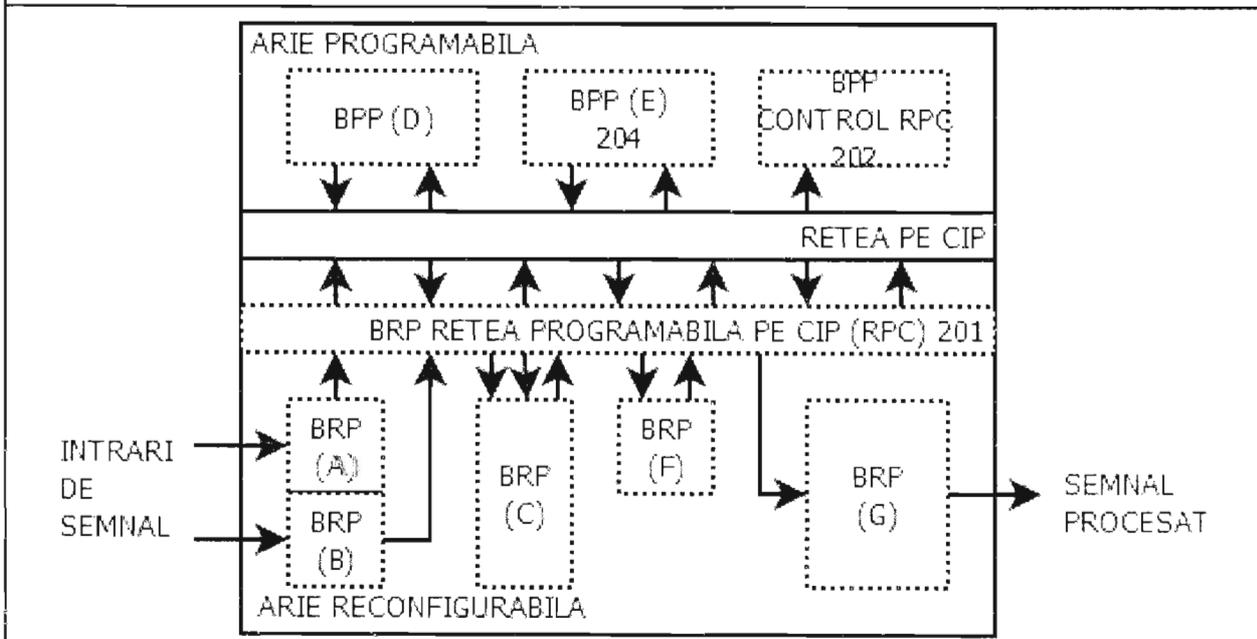 ARIE PROGRAMABILA
BPP (D)
BPP (E)
204
BPP
CONTROL RPC
202
RETEA PE CIP
BRP RETEA PROGRAMABILA PE CIP (RPC) 201
INTRARI
DE
SEMNAL
BRP
(A)
BRP
(B)
BRP
(C)
BRP
(F)
BRP
(G)
SEMNAL
PROCESAT
ARIE RECONFIGURABILA